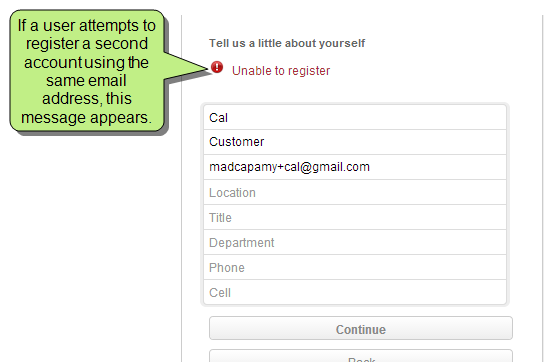 If a user attempts to
register a second
account using the
same email
address, this
message appears.
Tell us a little about yourself
Unable to register
Cal
Customer
madcapamy+cal@gmail.com
Location
Title
Department
Phone
Cell
Continue
Back